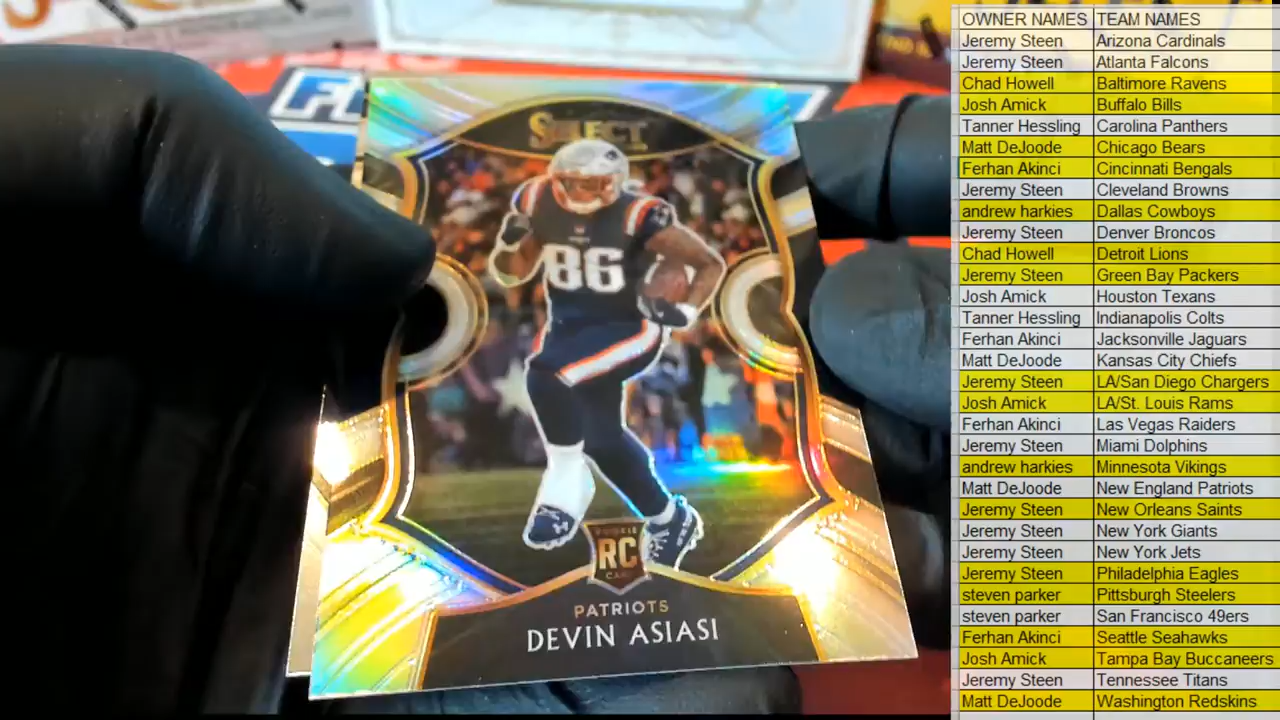 SELECT
86
ROOKIE
RC
CARD
PATRIOTS
DEVIN ASIASI
OWNER NAMES TEAM NAMES
Jeremy Steen Arizona Cardinals
Jeremy Steen Atlanta Falcons
Chad Howell Baltimore Ravens
Josh Amick Buffalo Bills
Tanner Hessling Carolina Panthers
Matt DeJoode Chicago Bears
Ferhan Akinci Cincinnati Bengals
Jeremy Steen Cleveland Browns
andrew harkies Dallas Cowboys
Jeremy Steen Denver Broncos
Chad Howell Detroit Lions
Jeremy Steen Green Bay Packers
Josh Amick Houston Texans
Tanner Hessling Indianapolis Colts
Ferhan Akinci Jacksonville Jaguars
Matt DeJoode Kansas City Chiefs
Jeremy Steen LA/San Diego Chargers
Josh Amick LA/St. Louis Rams
Ferhan Akinci Las Vegas Raiders
Jeremy Steen Miami Dolphins
andrew harkies Minnesota Vikings
Matt DeJoode New England Patriots
Jeremy Steen New Orleans Saints
Jeremy Steen New York Giants
Jeremy Steen New York Jets
Jeremy Steen Philadelphia Eagles
steven parker Pittsburgh Steelers
steven parker San Francisco 49ers
Ferhan Akinci Seattle Seahawks
Josh Amick Tampa Bay Buccaneers
Jeremy Steen Tennessee Titans
Matt DeJoode Washington Redskins